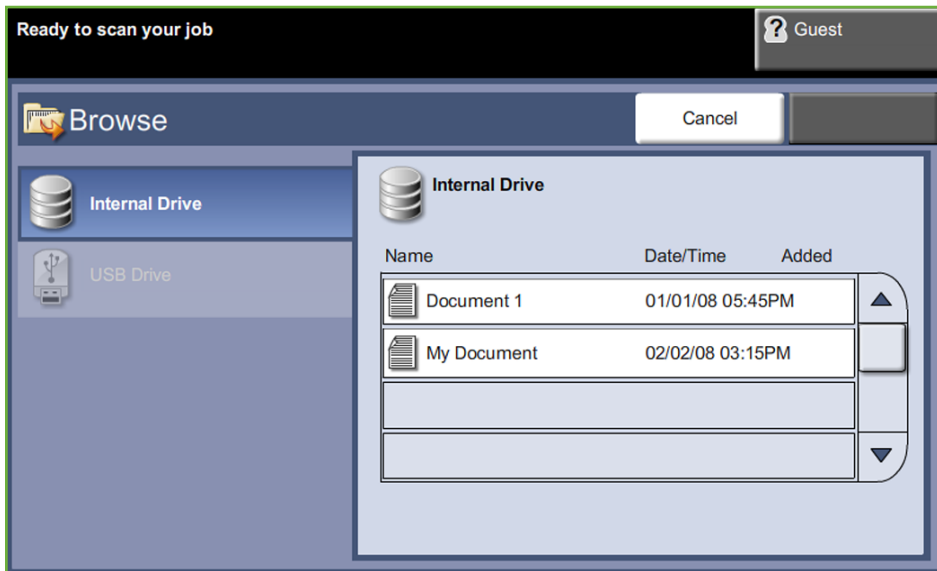 Ready to scan your job
Guest
Browse
Cancel
Internal Drive
USB Drive
Internal Drive
Name Date/Time Added
Document 1 01/01/08 05:45PM
My Document 02/02/08 03:15PM